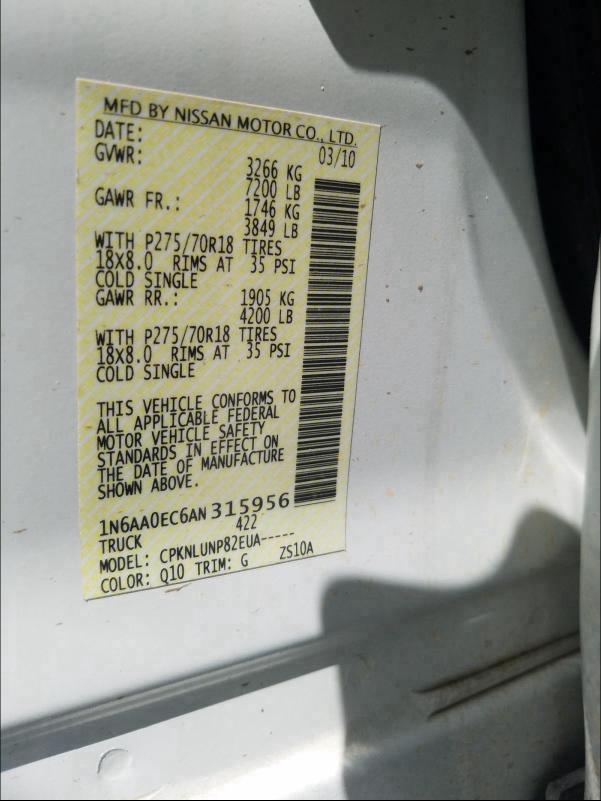 MFD BY NISSAN MOTOR CO., LTD.
DATE: 03/10
GVWR: 3266 KG
7200 LB
GAWR FR.: 1746 KG
3849 LB
WITH P275/70R18 TIRES
18X8.0 RIMS AT 35 PSI
COLD SINGLE
GAWR RR.: 1905 KG
4200 LB
WITH P275/70R18 TIRES
18X8.0 RIMS AT 35 PSI
COLD SINGLE
THIS VEHICLE CONFORMS TO
ALL APPLICABLE FEDERAL
MOTOR VEHICLE SAFETY
STANDARDS IN EFFECT ON
THE DATE OF MANUFACTURE
SHOWN ABOVE.
1N6AA0EC6AN315956
TRUCK 422
MODEL: CPKNLUNP82EUA-----
COLOR: Q10 TRIM: G ZS10A